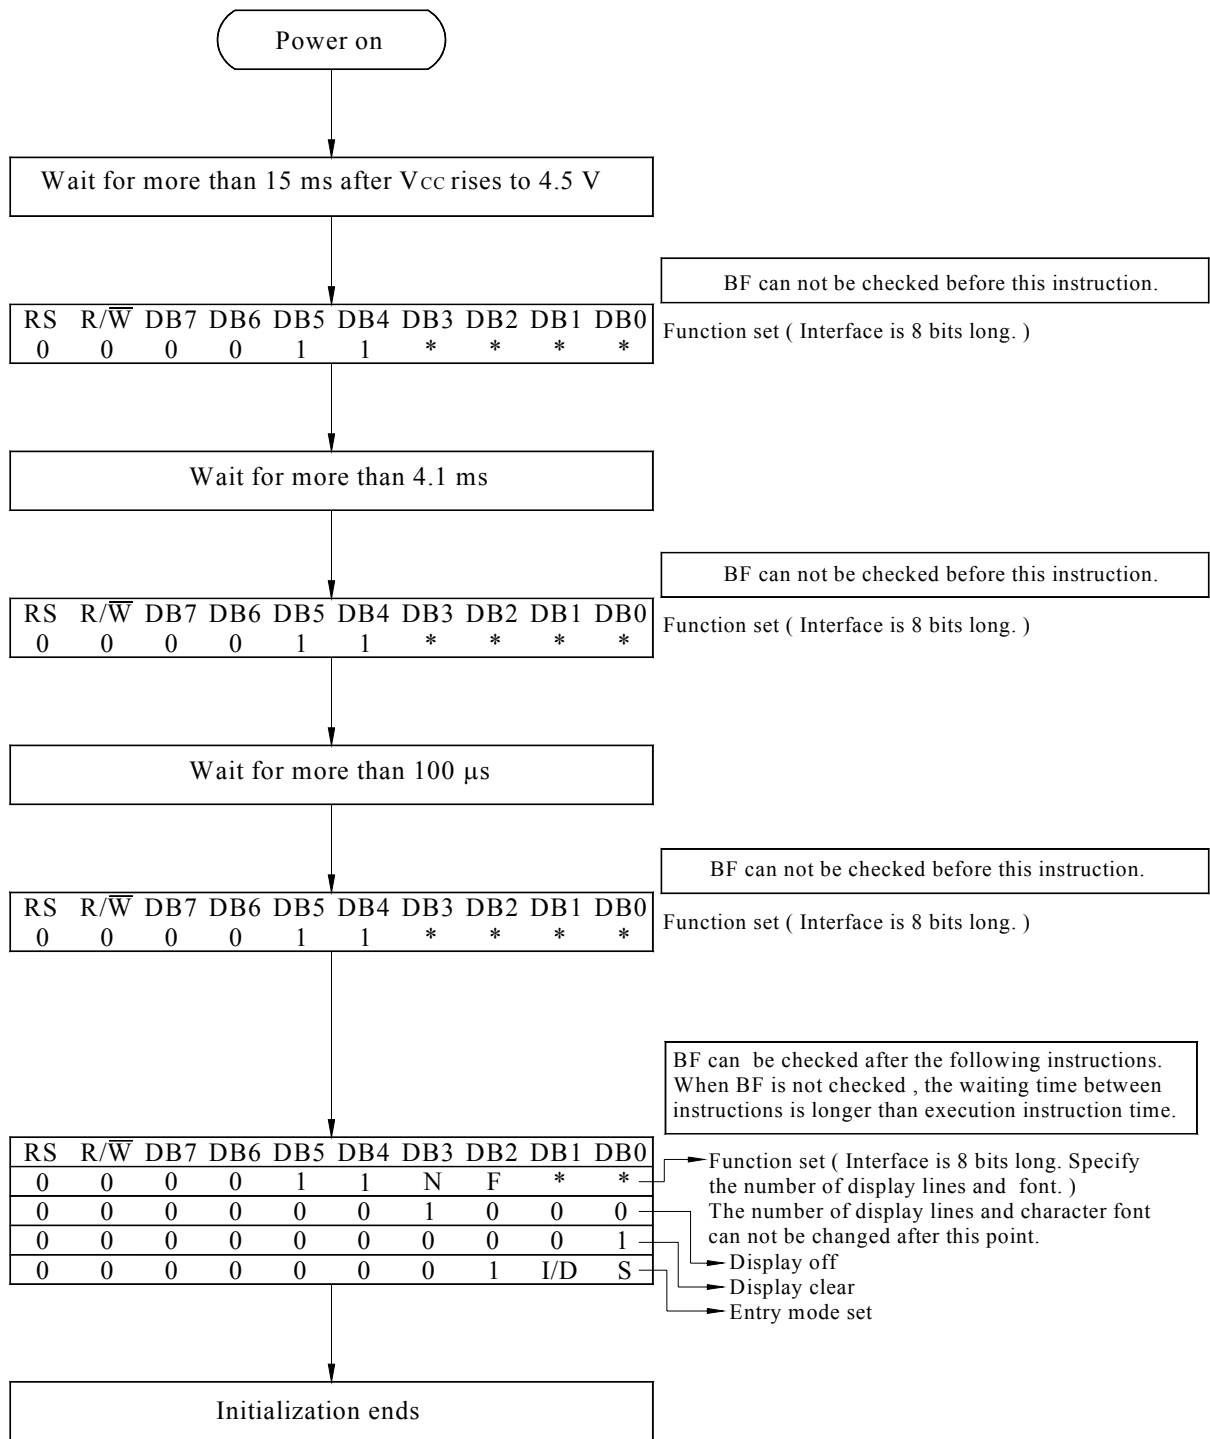 Power on
Wait for more than 15 ms after VCC rises to 4.5 V
BF can not be checked before this instruction.
RS R/W̅ DB7 DB6 DB5 DB4 DB3 DB2 DB1 DB0
0 0 0 0 1 1 * * * *
Function set ( Interface is 8 bits long. )
Wait for more than 4.1 ms
BF can not be checked before this instruction.
RS R/W̅ DB7 DB6 DB5 DB4 DB3 DB2 DB1 DB0
0 0 0 0 1 1 * * * *
Function set ( Interface is 8 bits long. )
Wait for more than 100 µs
BF can not be checked before this instruction.
RS R/W̅ DB7 DB6 DB5 DB4 DB3 DB2 DB1 DB0
0 0 0 0 1 1 * * * *
Function set ( Interface is 8 bits long. )
BF can be checked after the following instructions.
When BF is not checked , the waiting time between
instructions is longer than execution instruction time.
RS R/W̅ DB7 DB6 DB5 DB4 DB3 DB2 DB1 DB0
0 0 0 0 1 1 N F * *
0 0 0 0 0 0 1 0 0 0
0 0 0 0 0 0 0 0 0 1
0 0 0 0 0 0 0 1 I/D S
Function set ( Interface is 8 bits long. Specify
the number of display lines and font. )
The number of display lines and character font
can not be changed after this point.
Display off
Display clear
Entry mode set
Initialization ends